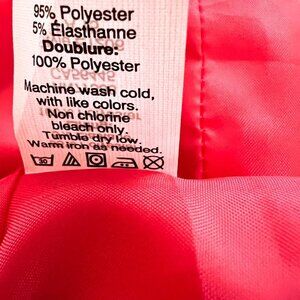 95% Polyester
5% Elasthanne
Doublure:
100% Polyester
Machine wash cold,
with like colors.
Non chlorine
bleach only.
Tumble dry low.
Warm iron as needed.